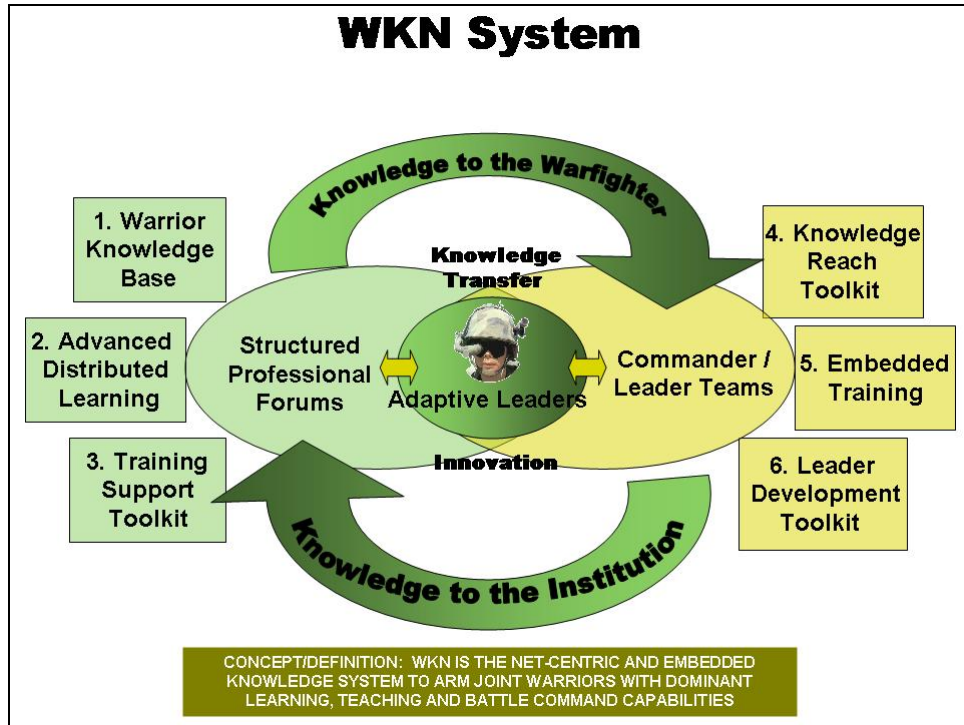 WKN System
Knowledge to the Warfighter
1. Warrior
Knowledge
Base
2. Advanced
Distributed
Learning
3. Training
Support
Toolkit
Structured
Professional
Forums
Knowledge
Transfer
Adaptive Leaders
Innovation
Commander /
Leader Teams
4. Knowledge
Reach
Toolkit
5. Embedded
Training
6. Leader
Development
Toolkit
Knowledge to the Institution
CONCEPT/DEFINITION: WKN IS THE NET-CENTRIC AND EMBEDDED
KNOWLEDGE SYSTEM TO ARM JOINT WARRIORS WITH DOMINANT
LEARNING, TEACHING AND BATTLE COMMAND CAPABILITIES